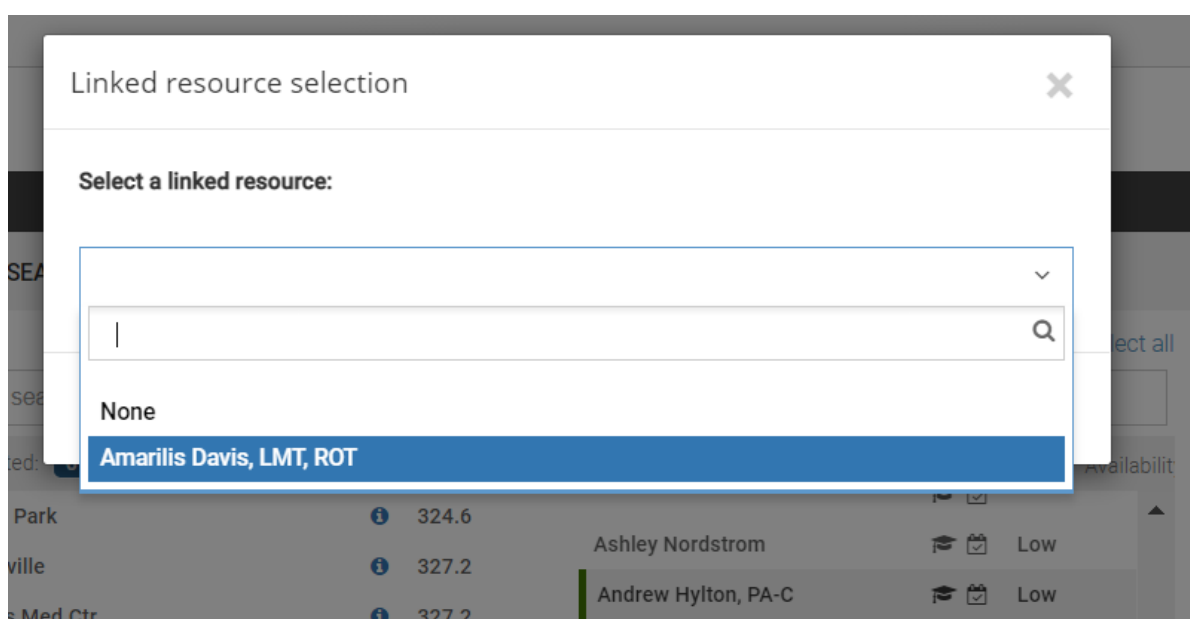 Linked resource selection
Select a linked resource:
SEA
ect all
sea
None
Amarilis Davis, LMT, ROT
ted:
Availabilit
Park
324.6
Ashley Nordstrom
Low
ville
327.2
Andrew Hylton, PA-C
Low
s Med Ctr
327.2